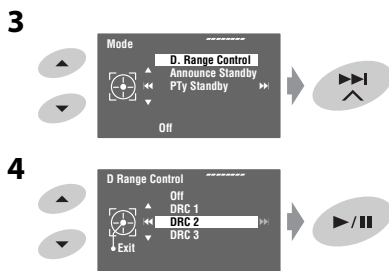 3
Mode
D. Range Control
Announce Standby
PTy Standby
Off
4
D Range Control
Off
DRC 1
DRC 2
DRC 3
Exit